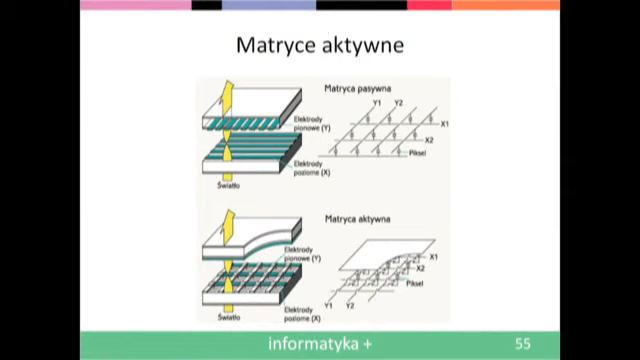 Matryce aktywne
Matryca pasywna
Y1 Y2
Elektrody
pionowe (Y)
X1
X2
Piksel
Elektrody
poziome (X)
Światło
Matryca aktywna
Elektrody
pionowe (Y)
X1
X2
Piksel
Y1 Y2
Elektrody
poziome (X)
Światło
informatyka +
55